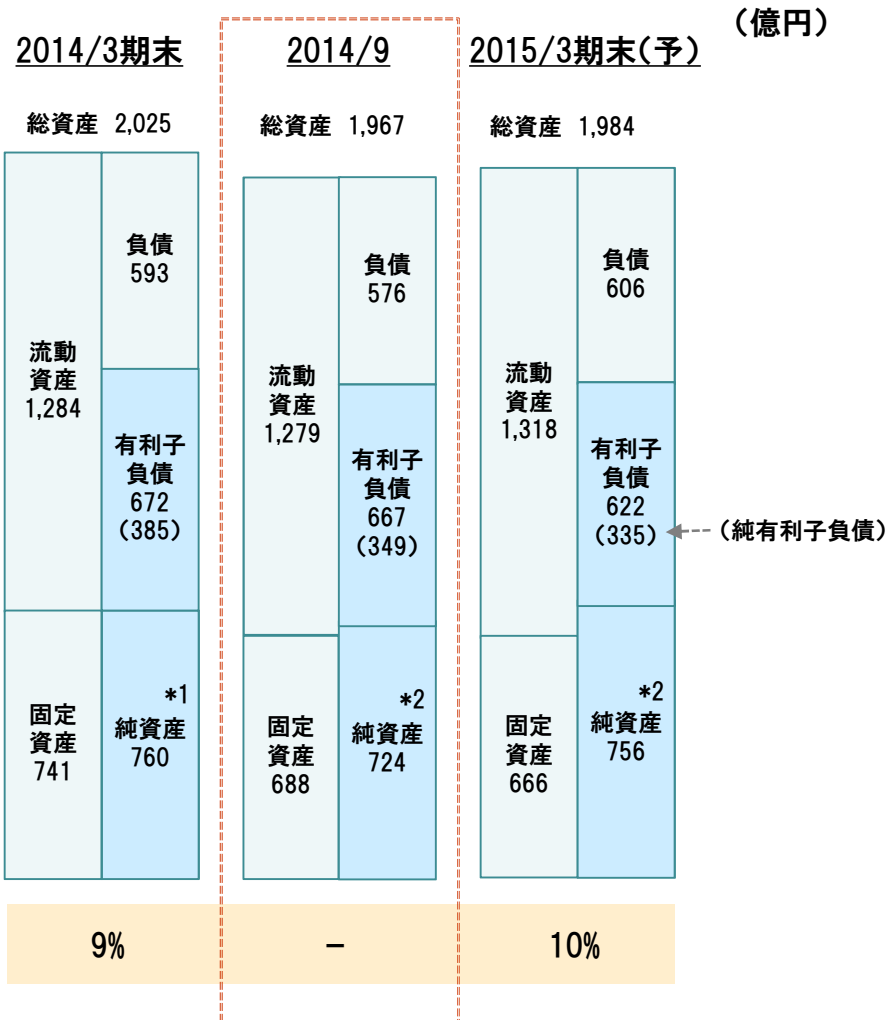 （億円）
2014/3期末
2014/9
2015/3期末(予)
総資産 2,025
総資産 1,967
総資産 1,984
流動
資産
1,284
負債
593
有利子
負債
672
(385)
固定
資産
741
*1
純資産
760
流動
資産
1,279
負債
576
有利子
負債
667
(349)
固定
資産
688
*2
純資産
724
流動
資産
1,318
負債
606
有利子
負債
622
(335)
（純有利子負債）
固定
資産
666
*2
純資産
756
9%
－
10%